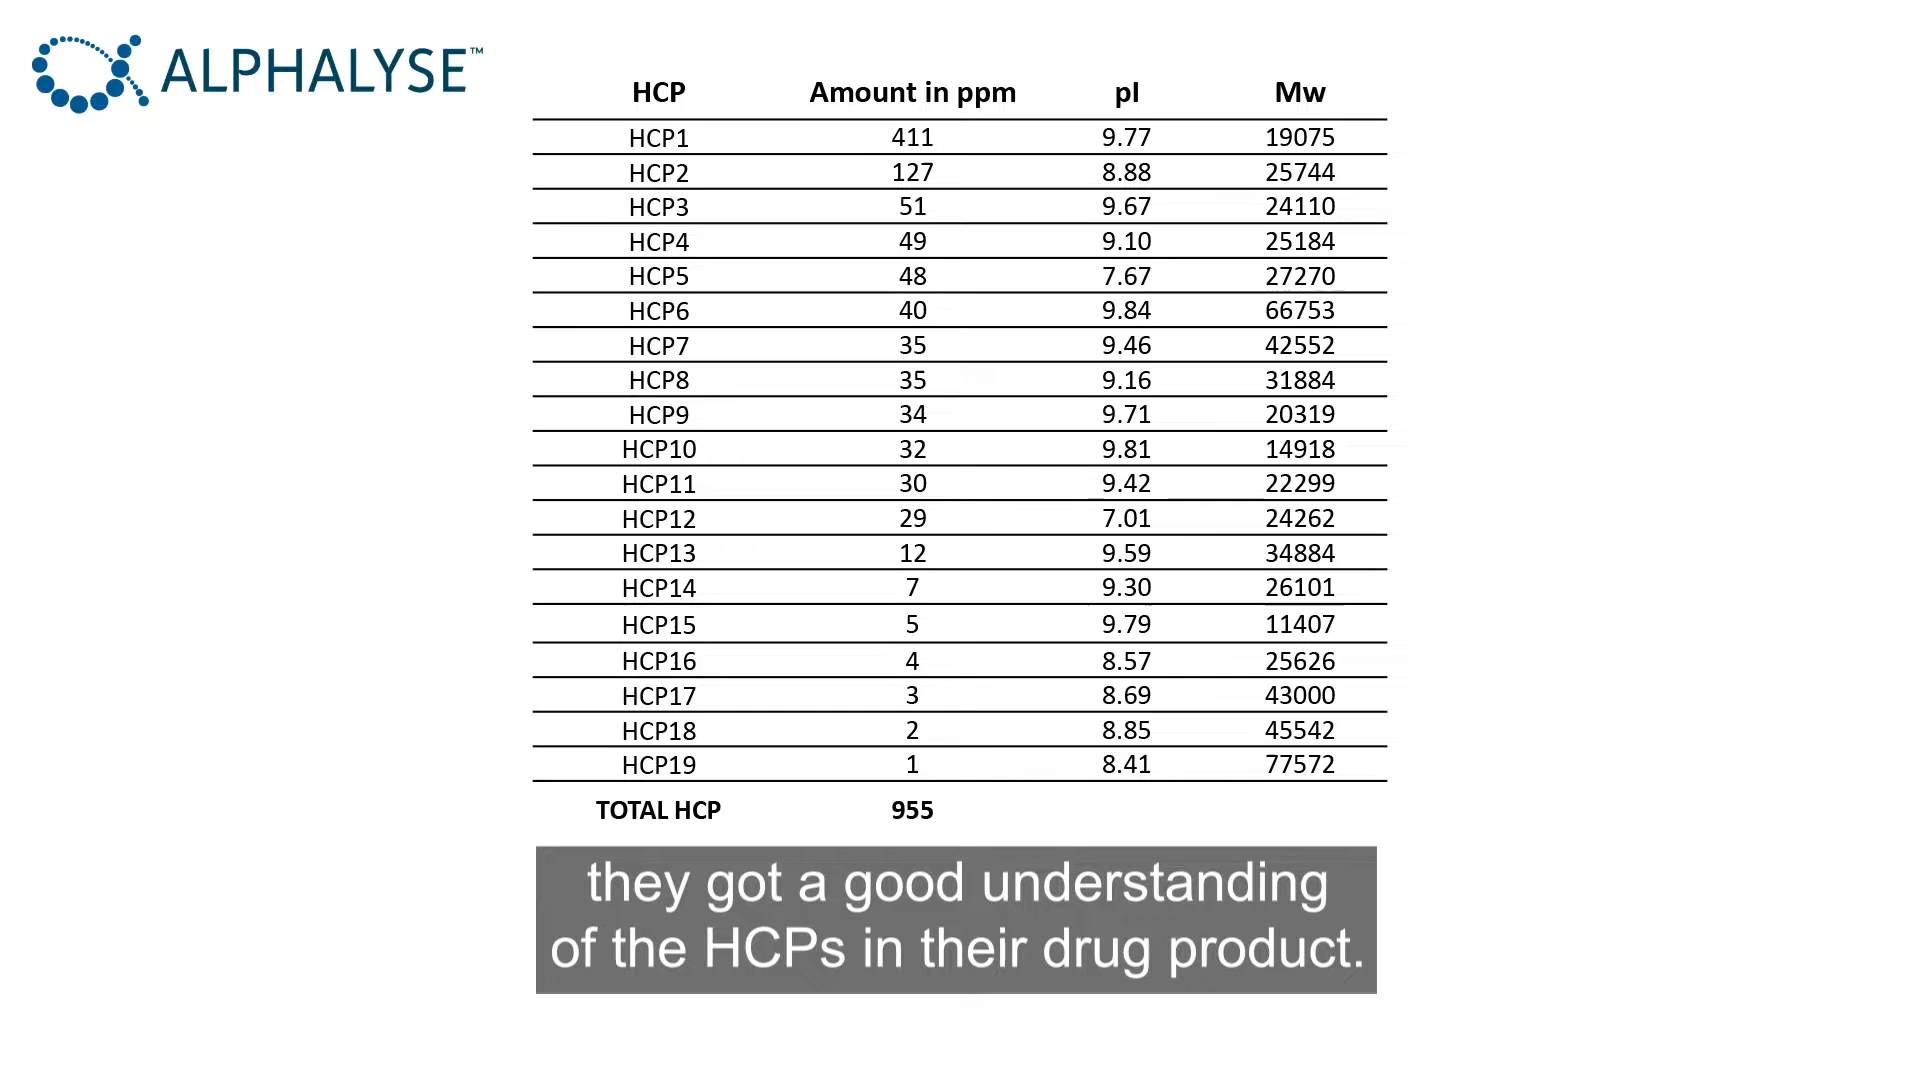 ALPHALYSE™
HCP Amount in ppm pI Mw
HCP1 411 9.77 19075
HCP2 127 8.88 25744
HCP3 51 9.67 24110
HCP4 49 9.10 25184
HCP5 48 7.67 27270
HCP6 40 9.84 66753
HCP7 35 9.46 42552
HCP8 35 9.16 31884
HCP9 34 9.71 20319
HCP10 32 9.81 14918
HCP11 30 9.42 22299
HCP12 29 7.01 24262
HCP13 12 9.59 34884
HCP14 7 9.30 26101
HCP15 5 9.79 11407
HCP16 4 8.57 25626
HCP17 3 8.69 43000
HCP18 2 8.85 45542
HCP19 1 8.41 77572
TOTAL HCP 955
they got a good understanding
of the HCPs in their drug product.